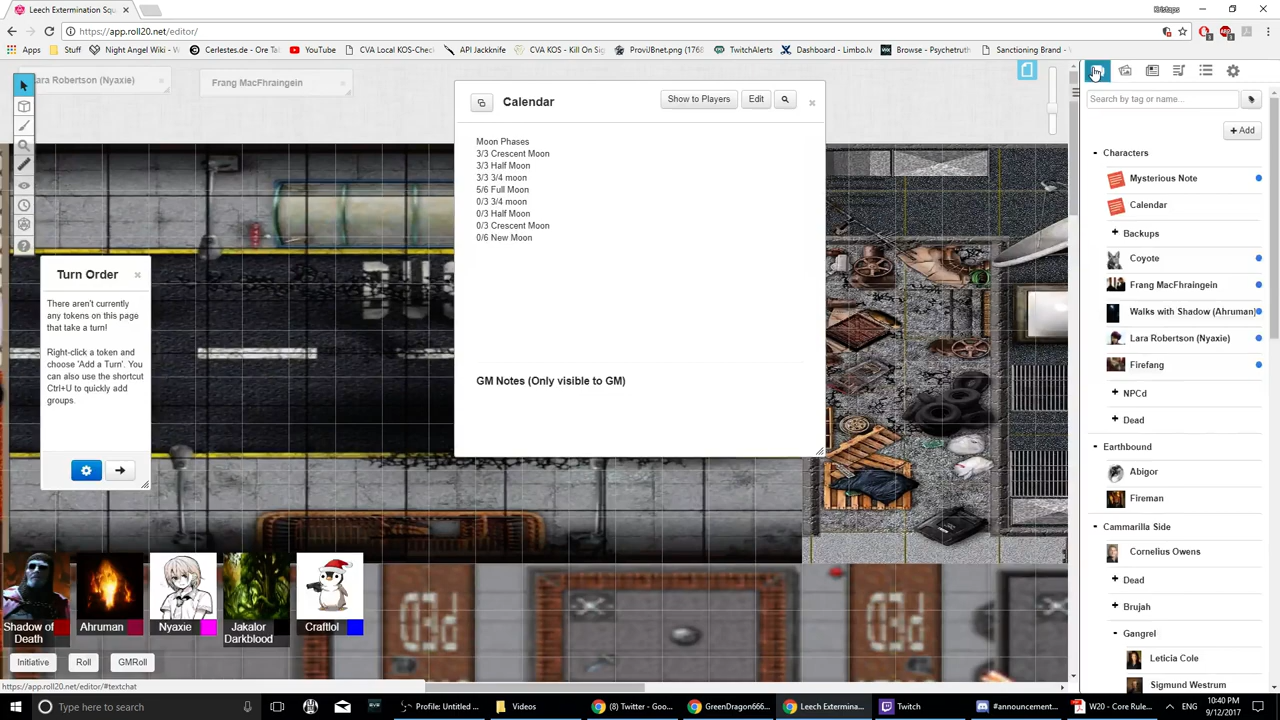 Leech Extermination Squ
Kristaps
https://app.roll20.net/editor/
Apps
Stuff
Night Angel Wiki -
Cerlestes.de - Ore Ta
YouTube
CVA Local KOS-Check
API Jackknife
CVA KOS - Kill On Sig
ProviJBnet.png (1768
TwitchAlerts
Dashboard - Limbo.lv
Browse - Psychetruth
Sanctioning Brand -
Lara Robertson (Nyaxie)
Frang MacFhraingein
Calendar
Show to Players
Edit
Moon Phases
3/3 Crescent Moon
3/3 Half Moon
3/3 3/4 moon
5/6 Full Moon
0/3 3/4 moon
0/3 Half Moon
0/3 Crescent Moon
0/6 New Moon
GM Notes (Only visible to GM)
Turn Order
There aren't currently
any tokens on this page
that take a turn!
Right-click a token and
choose 'Add a Turn'. You
can also use the shortcut
Ctrl+U to quickly add
groups.
Search by tag or name...
+ Add
Characters
Mysterious Note
Calendar
Backups
Coyote
Frang MacFhraingein
Walks with Shadow (Ahruman)
Lara Robertson (Nyaxie)
Firefang
NPCd
Dead
Earthbound
Abigor
Fireman
Cammarilla Side
Cornelius Owens
Dead
Brujah
Gangrel
Leticia Cole
Sigmund Westrum
Shadow of
Death
Ahruman
Nyaxie
Jakalor
Darkblood
Craftlol
Initiative
Roll
GMRoll
https://app.roll20.net/editor/#textchat
Type here to search
Profile: Untitled ...
Videos
(8) Twitter - Goo...
GreenDragon666...
Leech Extermina...
Twitch
#announcement...
W20 - Core Rule...
ENG
10:40 PM
9/12/2017